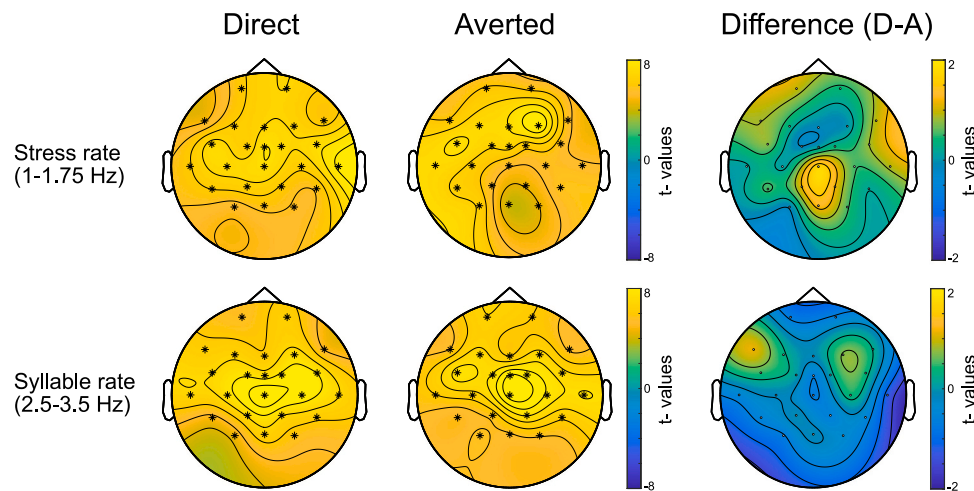 Direct
Averted
Difference (D-A)
Stress rate
(1-1.75 Hz)
8
0
-8
t- values
2
0
-2
t- values
Syllable rate
(2.5-3.5 Hz)
8
0
-8
t- values
2
0
-2
t- values